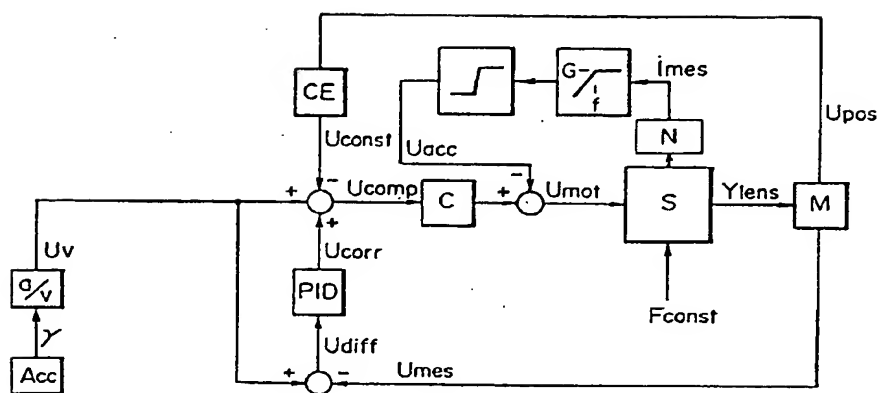 G
f
imes
CE
N
Upos
Uconst
Uacc
Ucomp
C
Umot
S
Ylens
M
Uv
Ucorr
a/v
PID
Fconst
γ
Udiff
Acc
Umes